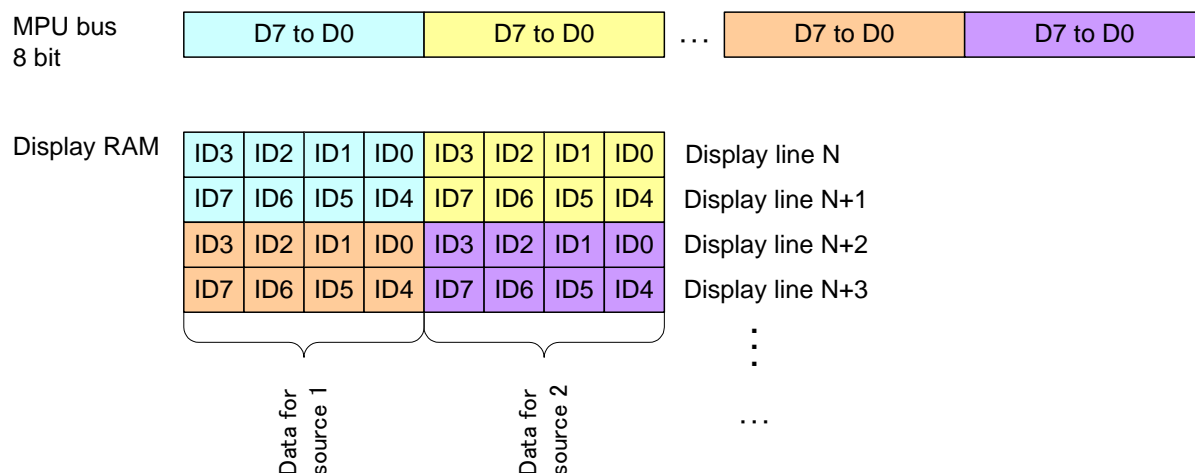 MPU bus
8 bit
D7 to D0 D7 to D0 ... D7 to D0 D7 to D0
Display RAM
ID3 ID2 ID1 ID0 ID3 ID2 ID1 ID0 Display line N
ID7 ID6 ID5 ID4 ID7 ID6 ID5 ID4 Display line N+1
ID3 ID2 ID1 ID0 ID3 ID2 ID1 ID0 Display line N+2
ID7 ID6 ID5 ID4 ID7 ID6 ID5 ID4 Display line N+3
Data for
source 1
Data for
source 2
...